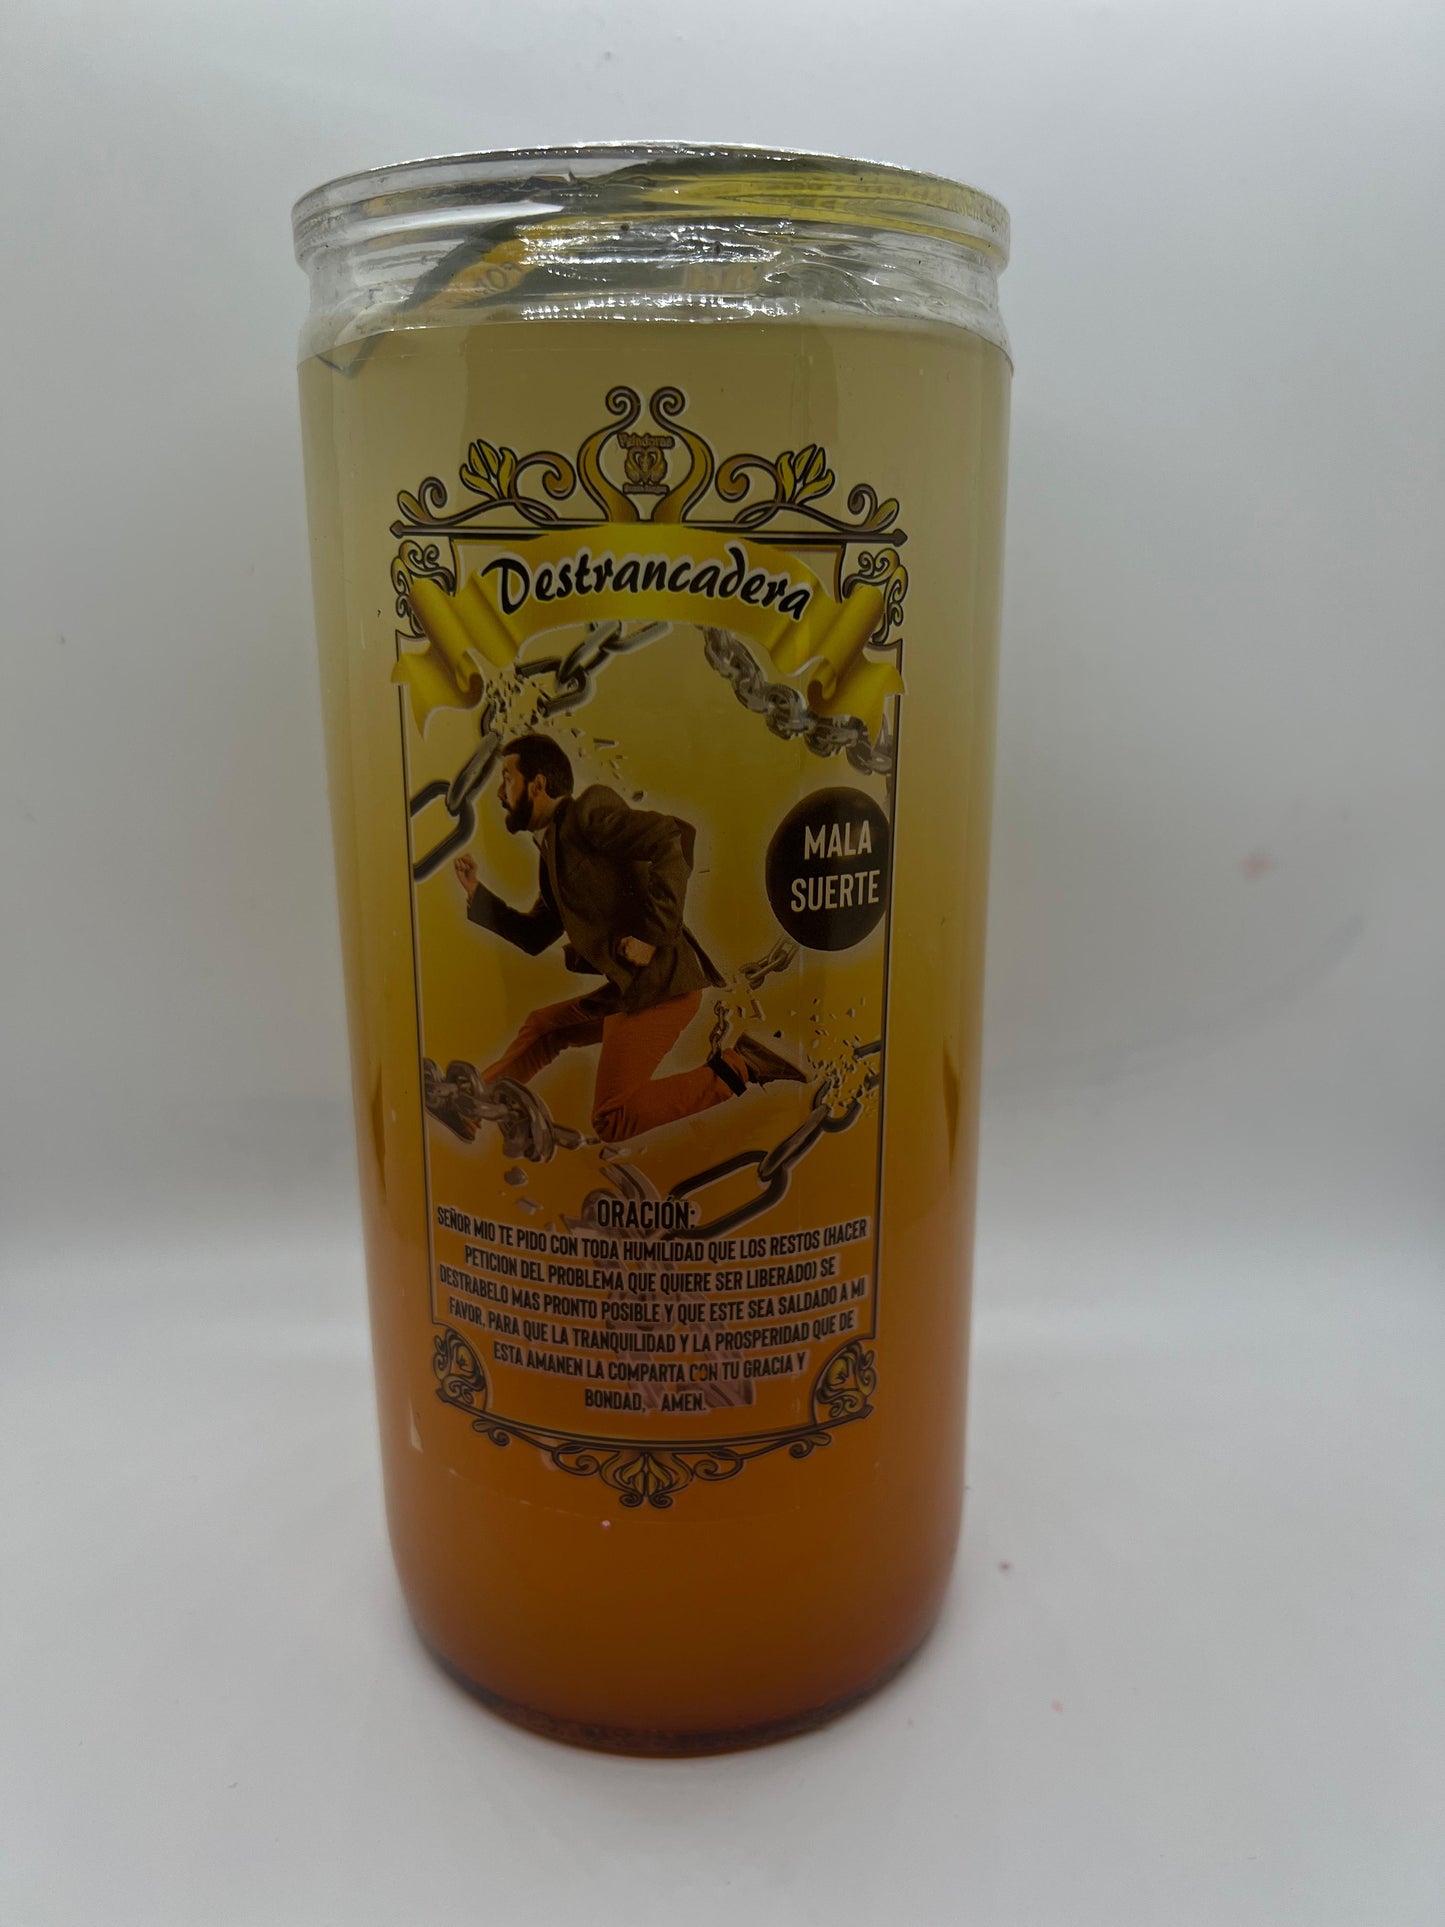 Destrancadera
MALA
SUERTE
ORACIÓN:
SEÑOR MIO TE PIDO CON TODA HUMILIDAD QUE LOS RESTOS (HACER
PETICION DEL PROBLEMA QUE QUIERE SER LIBERADO) SE
DESTRABELO MAS PRONTO POSIBLE Y QUE ESTE SEA SALDADO A MI
FAVOR, PARA QUE LA TRANQUILIDAD Y LA PROSPERIDAD QUE DE
ESTA AMANEN LA COMPARTA CON TU GRACIA Y
BONDAD, AMEN.